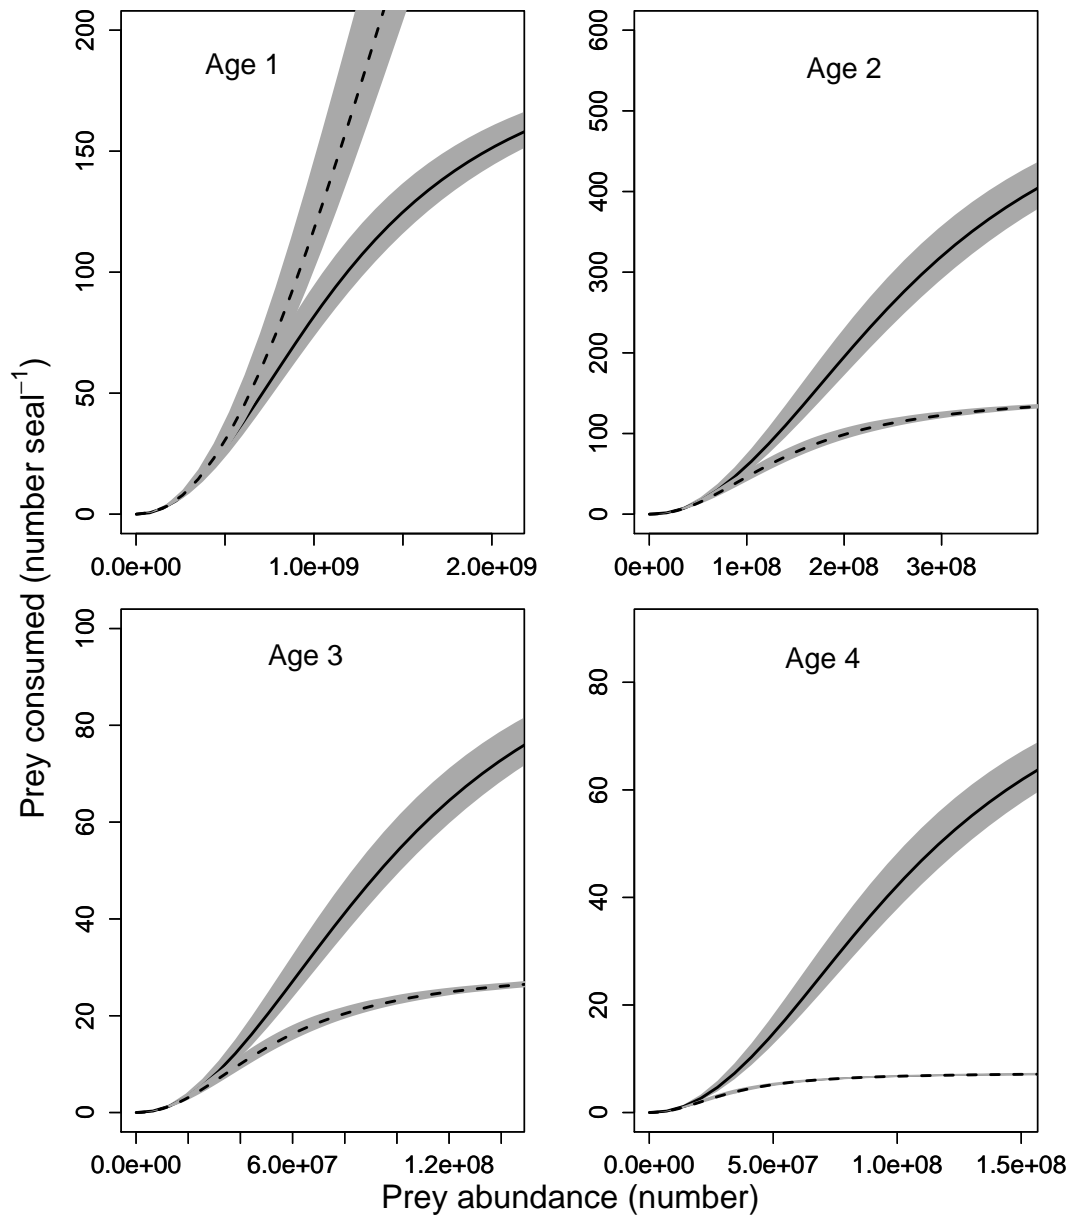 Age 1
200
150
100
50
0
0.0e+00 1.0e+09 2.0e+09
Age 2
600
500
400
300
200
100
0
0e+00 1e+08 2e+08 3e+08
Age 3
100
80
60
40
20
0
0.0e+00 6.0e+07 1.2e+08
Age 4
80
60
40
20
0
0.0e+00 5.0e+07 1.0e+08 1.5e+08
Prey consumed (number seal⁻¹)
Prey abundance (number)